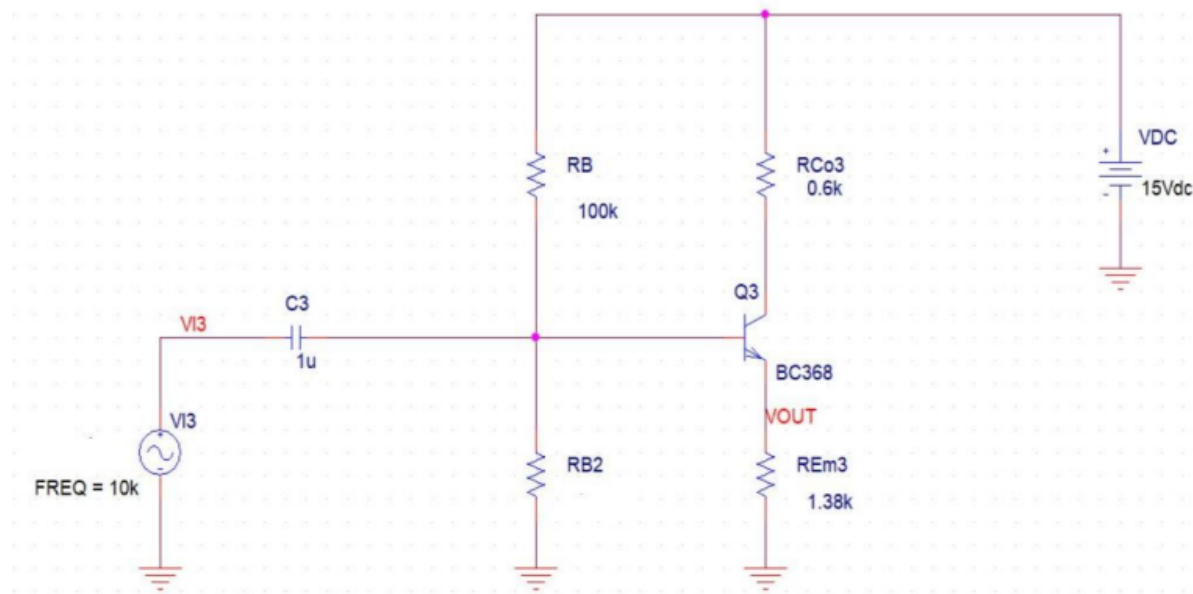 VDC
+
-
15Vdc
RB
100k
RCo3
0.6k
C3
1u
VI3
Q3
BC368
VOUT
VI3
+
-
FREQ = 10k
RB2
REm3
1.38k